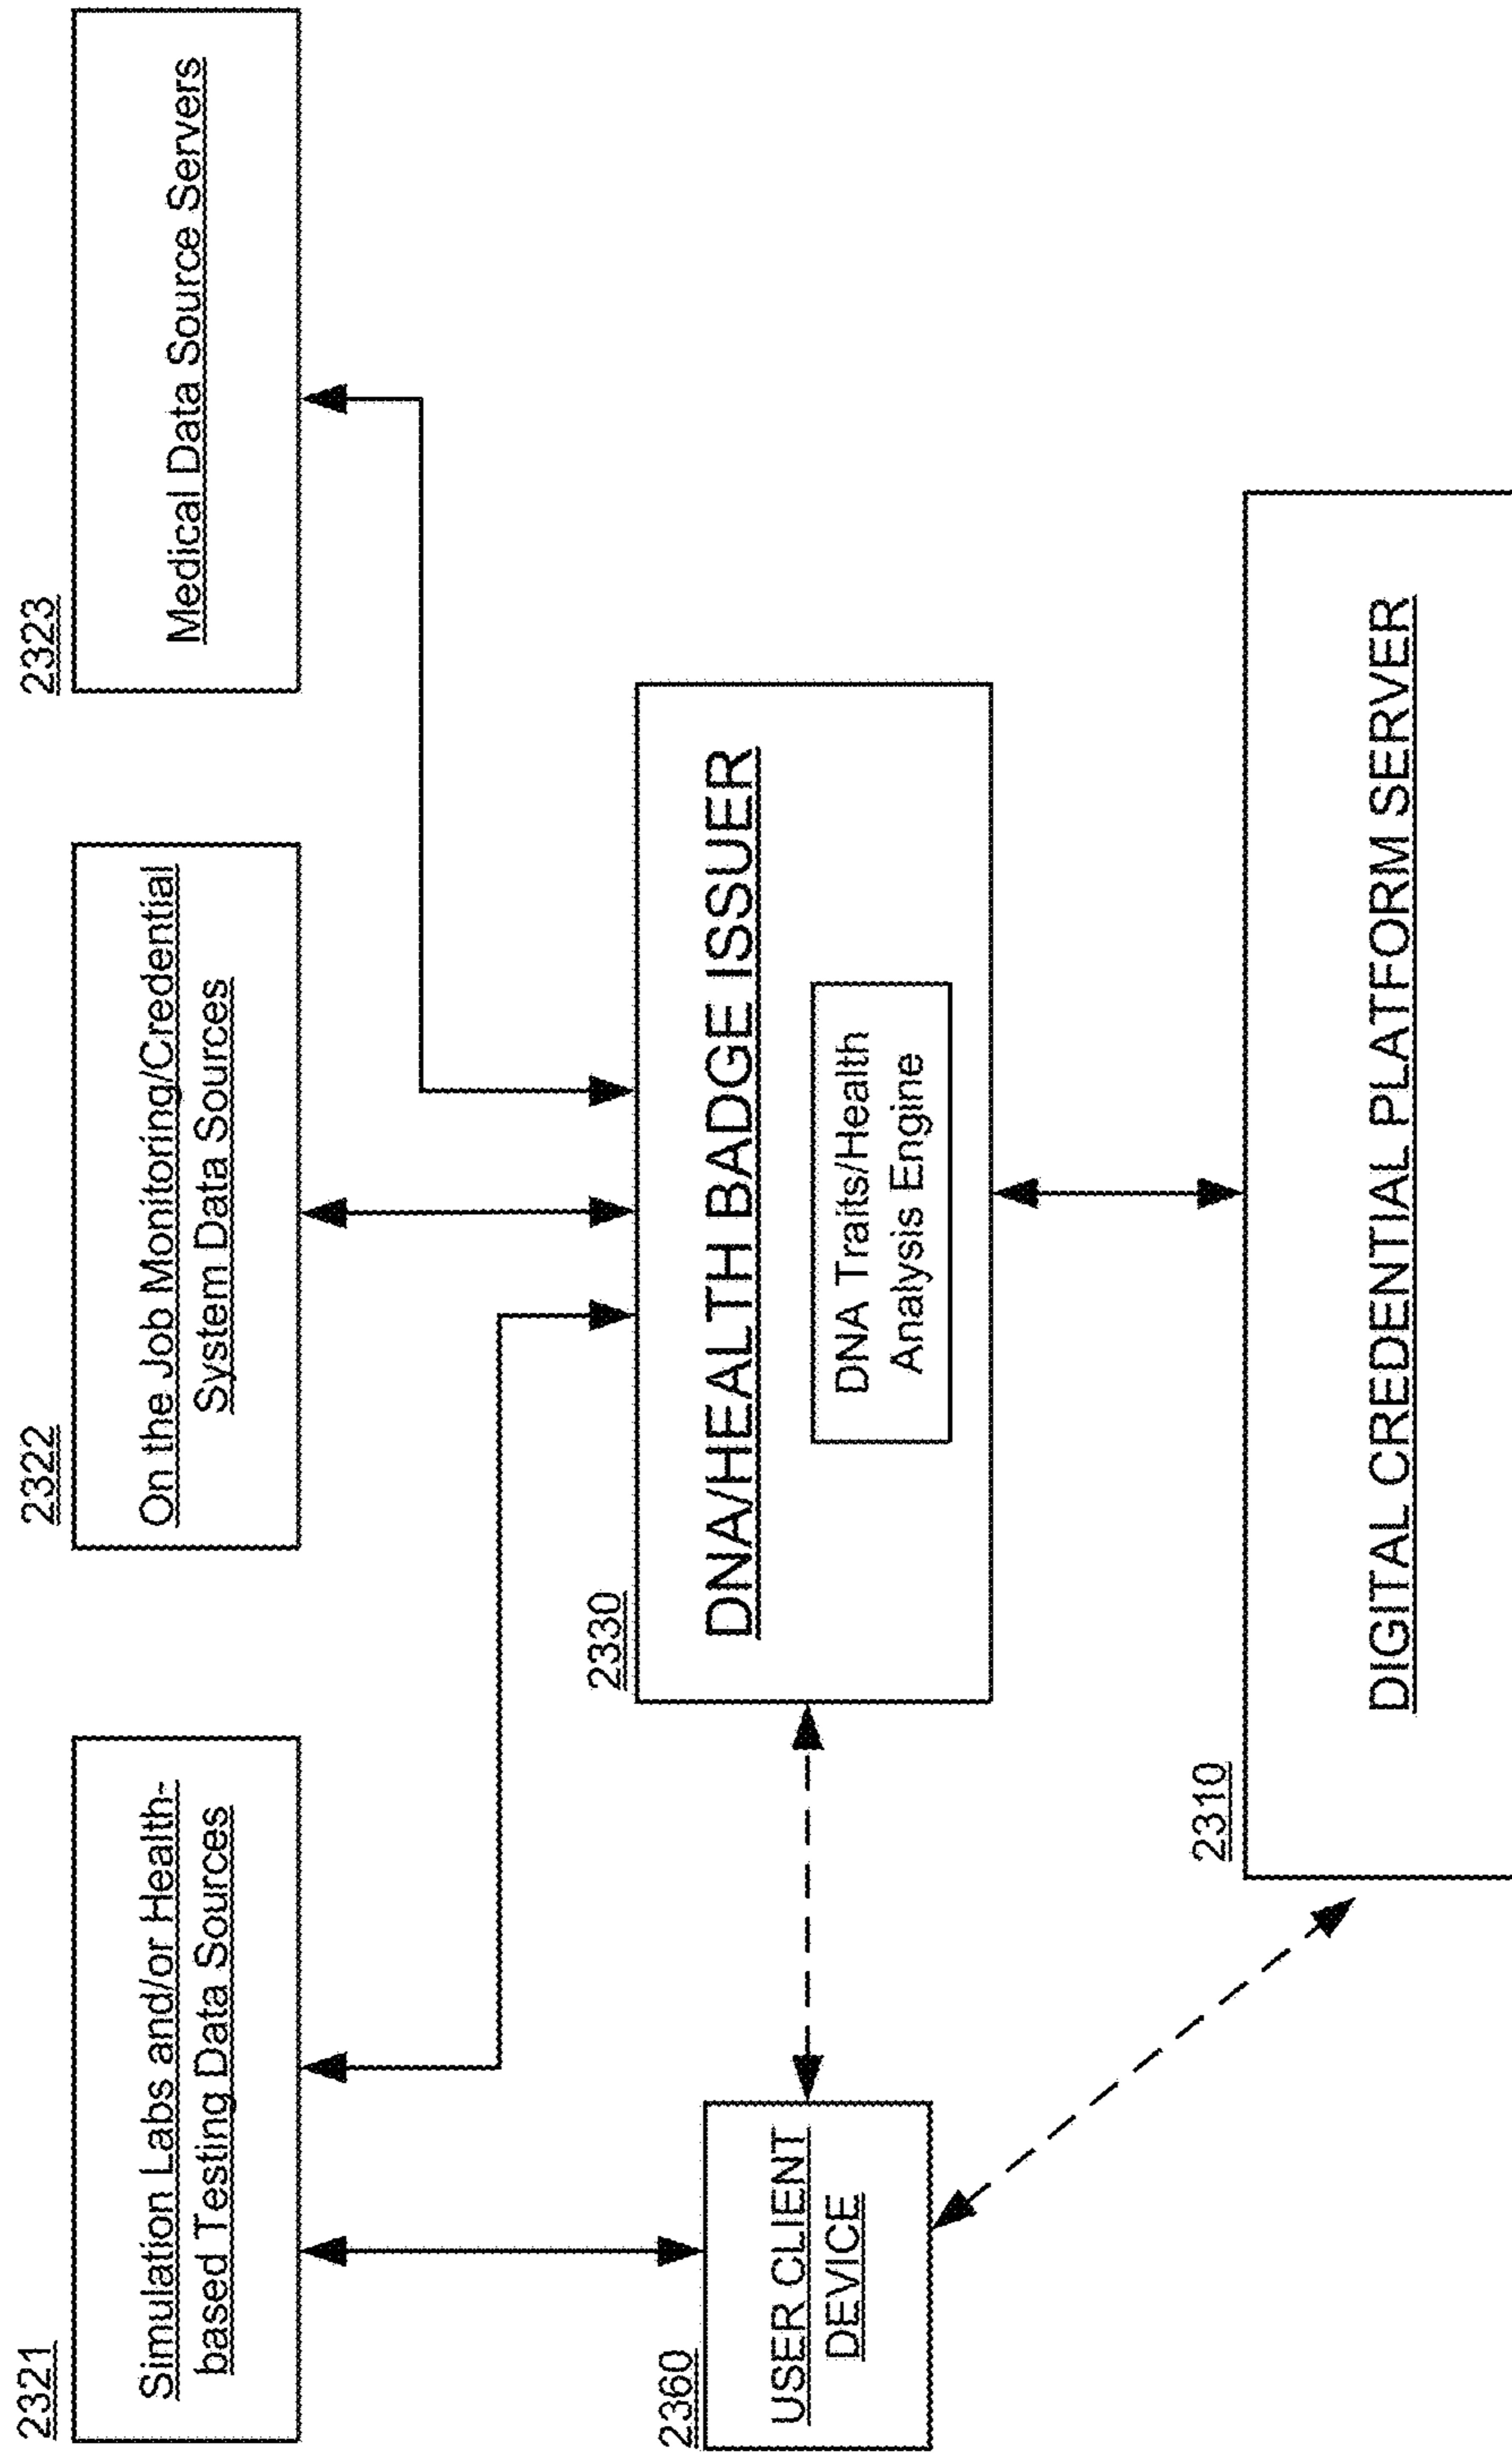 2321
Simulation Labs and/or Health-
based Testing Data Sources
2322
On the Job Monitoring/Credential
System Data Sources
2323
Medical Data Source Servers
2330
DNA/HEALTH BADGE ISSUER
DNA Traits/Health
Analysis Engine
2360
USER CLIENT
DEVICE
2310
DIGITAL CREDENTIAL PLATFORM SERVER